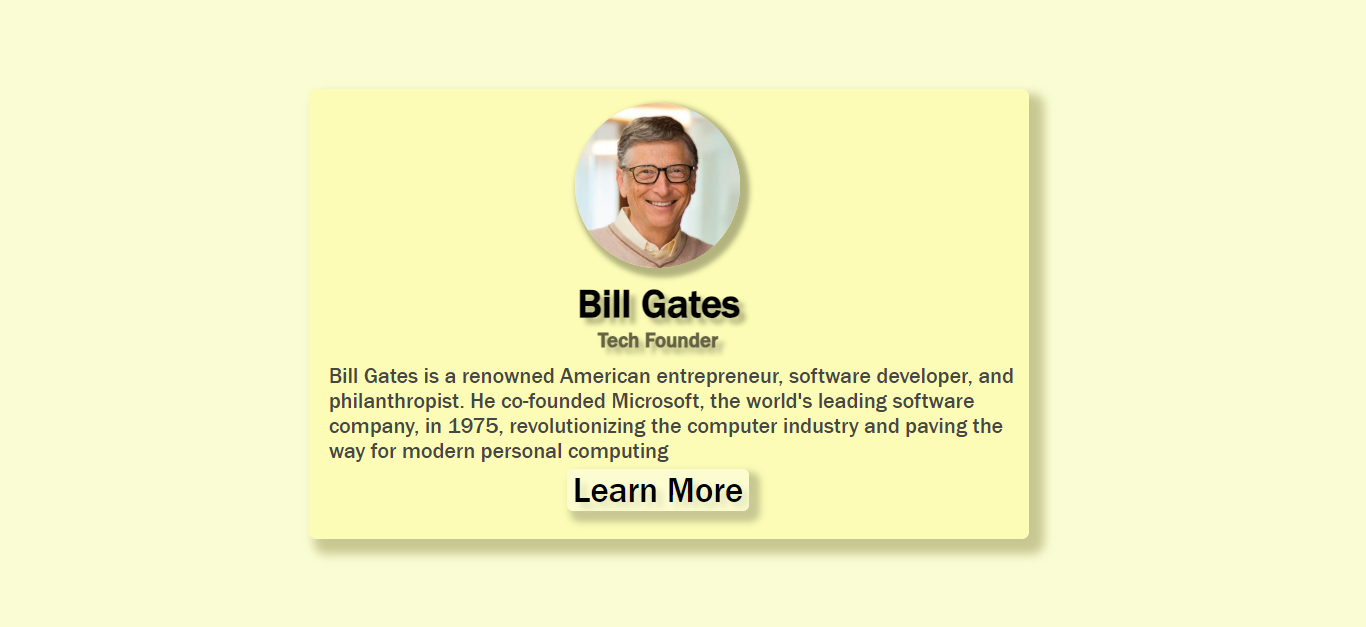 Bill Gates
Tech Founder
Bill Gates is a renowned American entrepreneur, software developer, and
philanthropist. He co-founded Microsoft, the world's leading software
company, in 1975, revolutionizing the computer industry and paving the
way for modern personal computing
Learn More